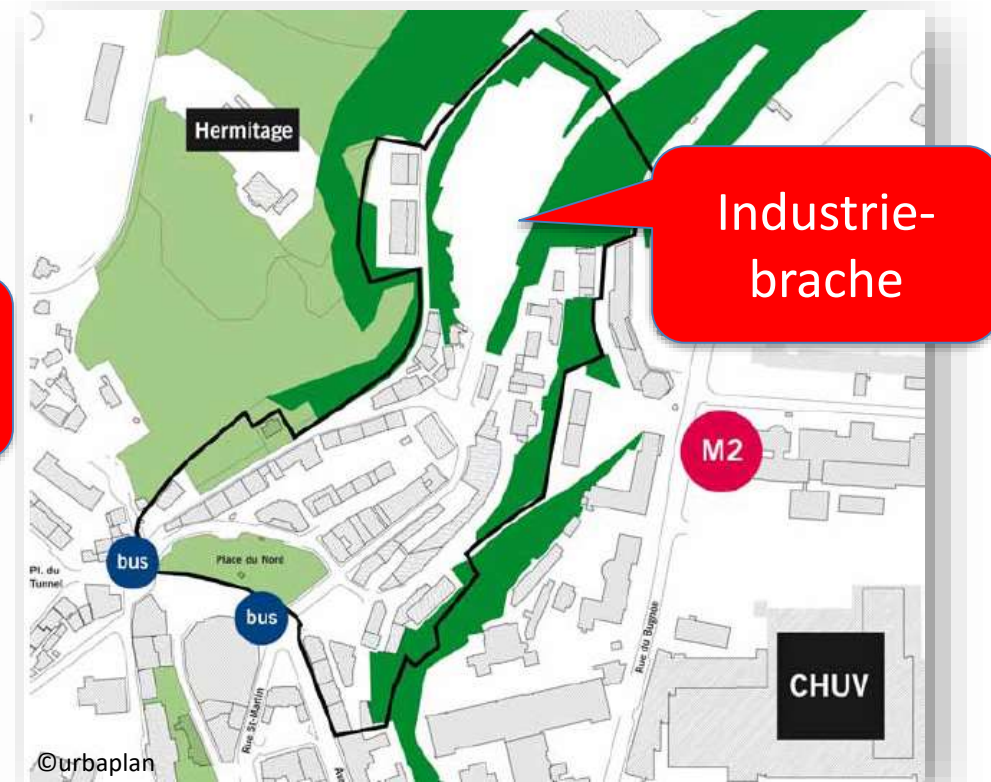 Hermitage
Industrie-
brache
M2
bus
Place du Nord
Pl. du
Tunnel
bus
Rue du Bugnon
CHUV
Rue St-Martin
©urbaplan